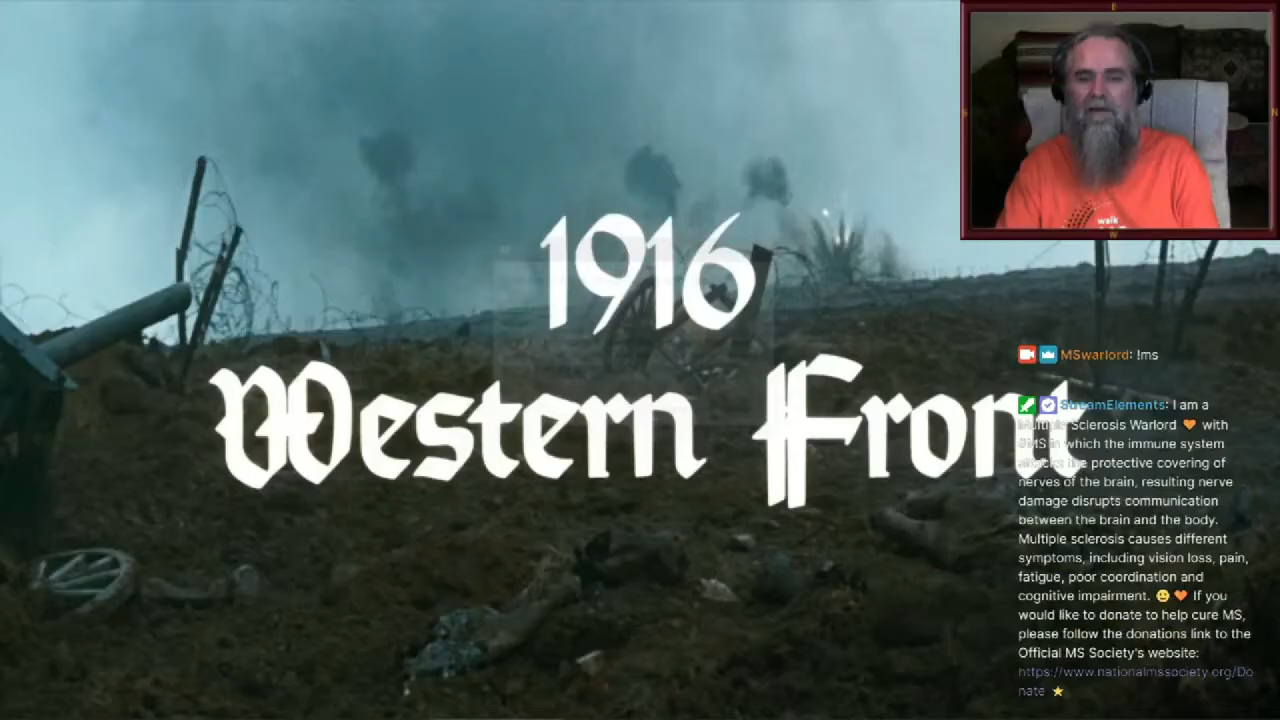 1916
Western Front
walk
E
W
MSwarlord: !ms
StreamElements: I am a
Multiple Sclerosis Warlord 🧡 with
in which the immune system
attacks the protective covering of
nerves of the brain, resulting nerve
damage disrupts communication
between the brain and the body.
Multiple sclerosis causes different
symptoms, including vision loss, pain,
fatigue, poor coordination and
cognitive impairment. 🙂 🧡 If you
would like to donate to help cure MS,
please follow the donations link to the
Official MS Society's website:
https://www.nationalmssociety.org/Do
nate ⭐